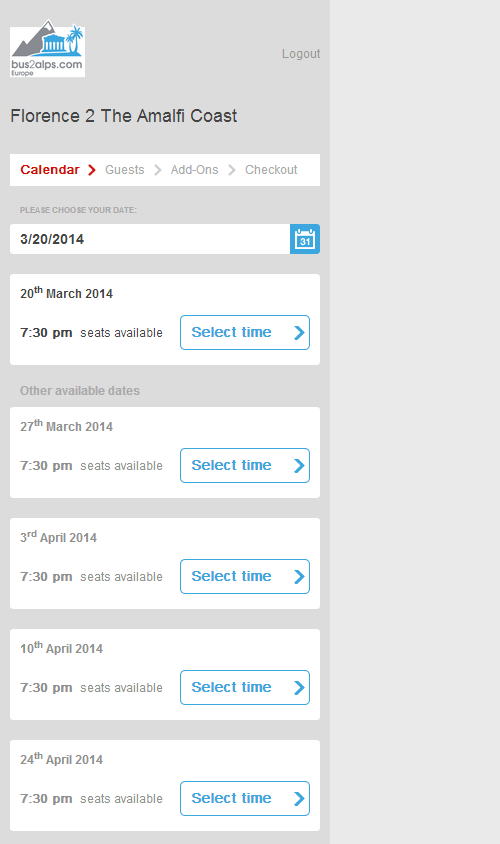 bus2alps.com
Europe
Logout
Florence 2 The Amalfi Coast
Calendar Guests Add-Ons Checkout
PLEASE CHOOSE YOUR DATE:
3/20/2014
31
20th March 2014
7:30 pm seats available Select time
Other available dates
27th March 2014
7:30 pm seats available Select time
3rd April 2014
7:30 pm seats available Select time
10th April 2014
7:30 pm seats available Select time
24th April 2014
7:30 pm seats available Select time